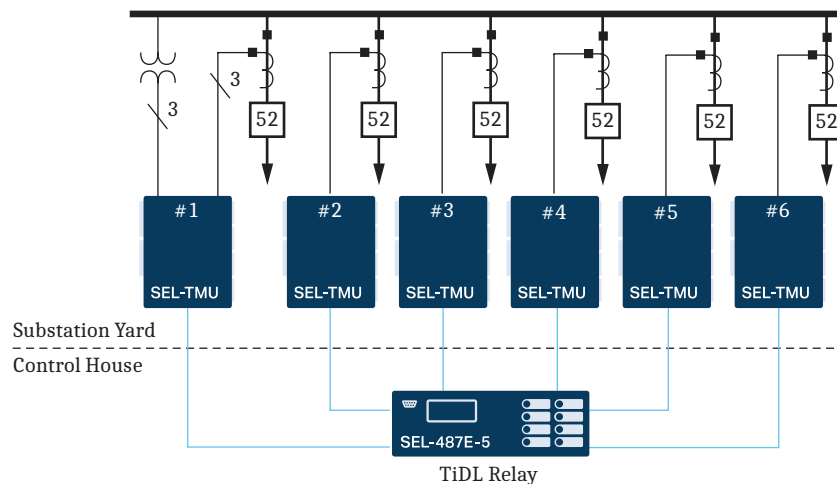 3
3
52
52
52
52
52
52
#1
#2
#3
#4
#5
#6
SEL-TMU
SEL-TMU
SEL-TMU
SEL-TMU
SEL-TMU
SEL-TMU
Substation Yard
Control House
SEL-487E-5
TiDL Relay